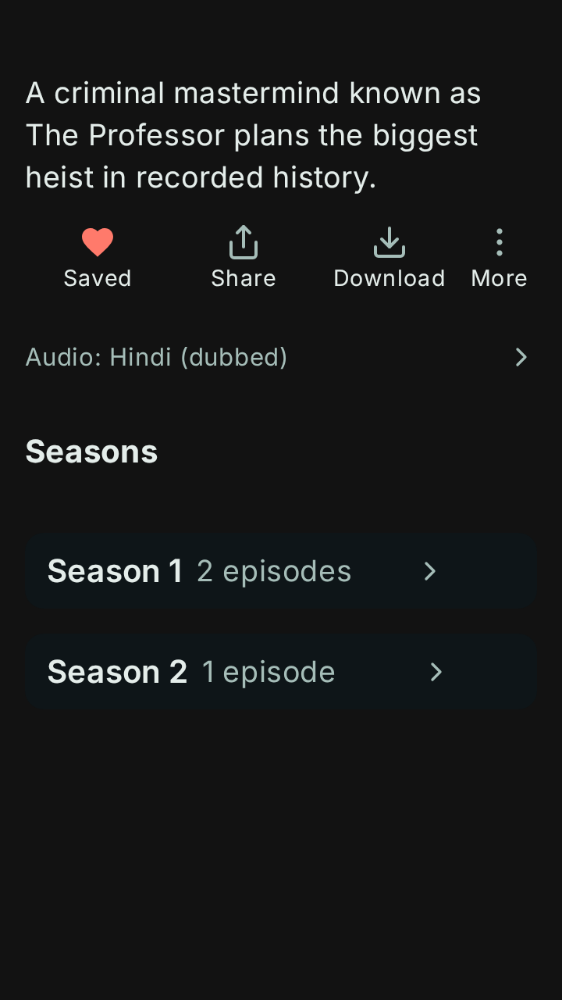 A criminal mastermind known as
The Professor plans the biggest
heist in recorded history.
Saved Share Download More
Audio: Hindi (dubbed)
Seasons
Season 1 2 episodes
Season 2 1 episode